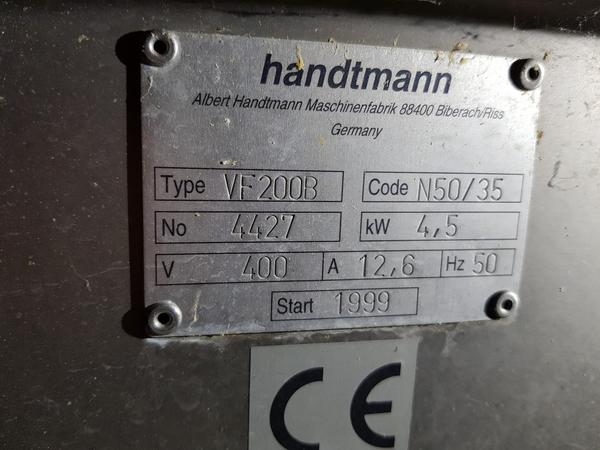 handtmann
Albert Handtmann Maschinenfabrik 88400 Biberach/Riss
Germany
Type VF200B Code N50/35
No 4427 kW 4,5
V 400 A 12,6 Hz 50
Start 1999
CE